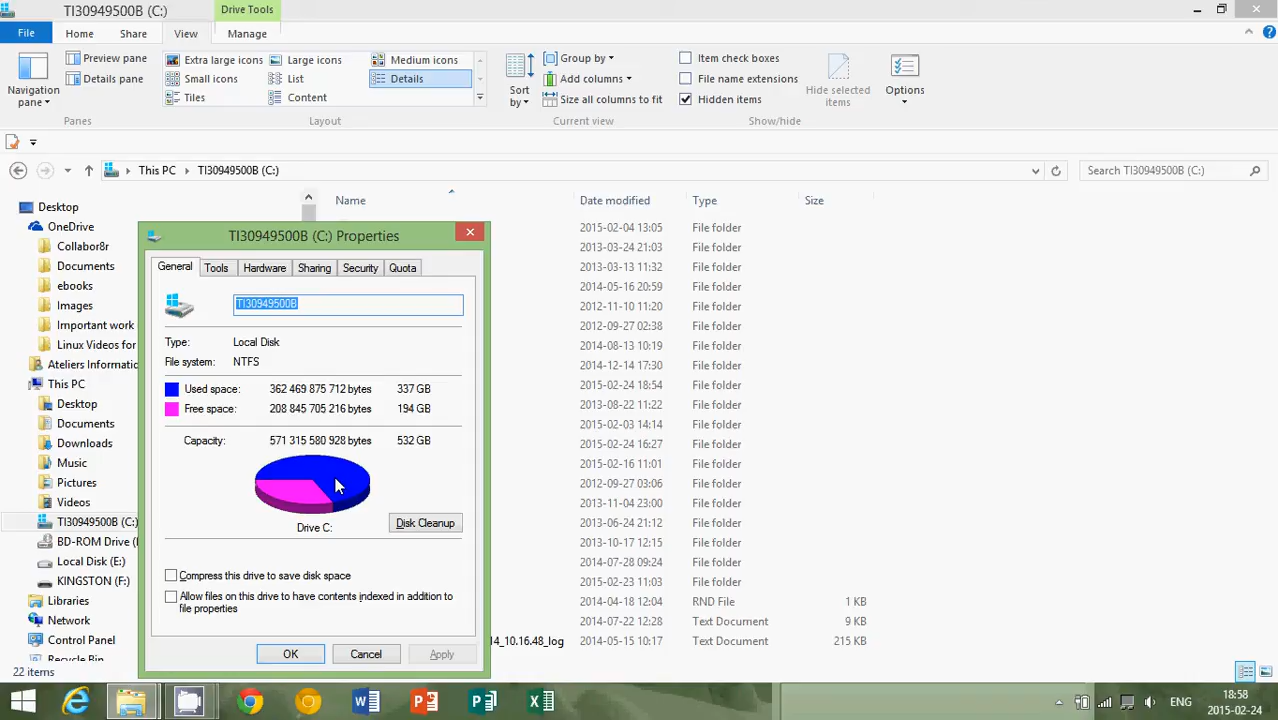 TI30949500B (C:)
Drive Tools
File
Home
Share
View
Manage
Navigation pane
Preview pane
Details pane
Panes
Extra large icons
Large icons
Medium icons
Small icons
List
Details
Tiles
Content
Layout
Sort by
Group by
Add columns
Size all columns to fit
Current view
Item check boxes
File name extensions
Hidden items
Hide selected items
Show/hide
Options
This PC
TI30949500B (C:)
Search TI30949500B (C:)
Desktop
OneDrive
Collabor8r
Documents
ebooks
Images
Important work
Linux Videos for
Ateliers Informatic
This PC
Desktop
Documents
Downloads
Music
Pictures
Videos
TI30949500B (C:)
BD-ROM Drive (
Local Disk (E:)
KINGSTON (F:)
Libraries
Network
Control Panel
Recycle Bin
22 items
Name
Date modified
Type
Size
2015-02-04 13:05 File folder
2013-03-24 21:03 File folder
2013-03-13 11:32 File folder
2014-05-16 20:59 File folder
2012-11-10 11:20 File folder
2012-09-27 02:38 File folder
2014-08-13 10:19 File folder
2014-12-14 17:30 File folder
2015-02-24 18:54 File folder
2013-08-22 11:22 File folder
2015-02-03 14:14 File folder
2015-02-24 16:27 File folder
2015-02-16 11:01 File folder
2012-09-27 03:06 File folder
2013-11-04 23:00 File folder
2013-06-24 21:12 File folder
2013-10-17 12:15 File folder
2014-07-28 09:24 File folder
2015-02-23 11:03 File folder
2014-04-18 12:04 RND File 1 KB
2014-07-22 12:28 Text Document 9 KB
14_10.16.48_log 2014-05-15 10:17 Text Document 215 KB
TI30949500B (C:) Properties
General
Tools
Hardware
Sharing
Security
Quota
TI30949500B
Type: Local Disk
File system: NTFS
Used space: 362 469 875 712 bytes 337 GB
Free space: 208 845 705 216 bytes 194 GB
Capacity: 571 315 580 928 bytes 532 GB
Drive C:
Disk Cleanup
Compress this drive to save disk space
Allow files on this drive to have contents indexed in addition to
file properties
OK
Cancel
Apply
ENG
18:58
2015-02-24